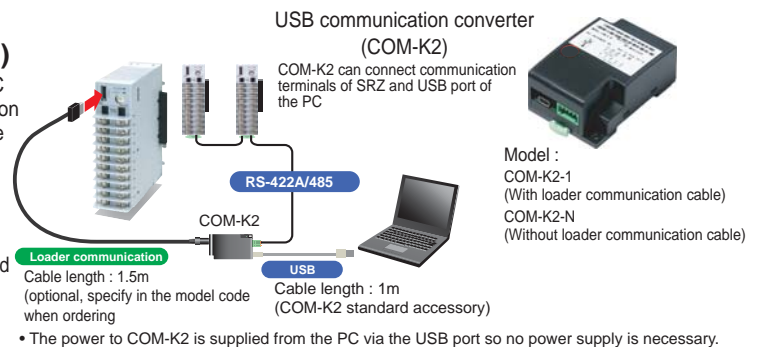 USB communication converter
(COM-K2)
COM-K2 can connect communication
terminals of SRZ and USB port of
the PC
)
C
on
e
d
RS-422A/485
COM-K2
Loader communication
Cable length : 1.5m
(optional, specify in the model code
when ordering
USB
Cable length : 1m
(COM-K2 standard accessory)
Model :
COM-K2-1
(With loader communication cable)
COM-K2-N
(Without loader communication cable)
• The power to COM-K2 is supplied from the PC via the USB port so no power supply is necessary.